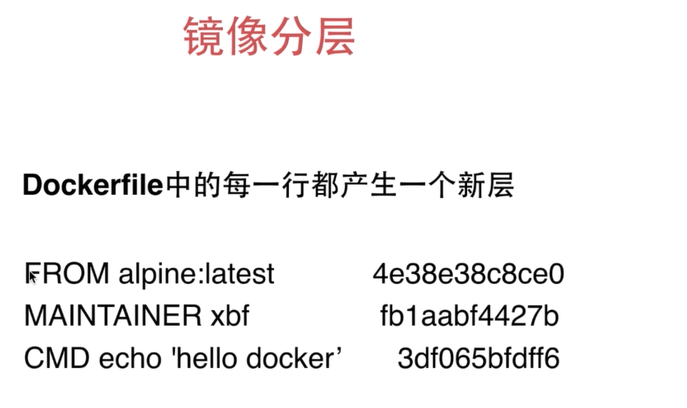 镜像分层
Dockerfile中的每一行都产生一个新层
FROM alpine:latest 4e38e38c8ce0
MAINTAINER xbf fb1aabf4427b
CMD echo 'hello docker’ 3df065bfdff6